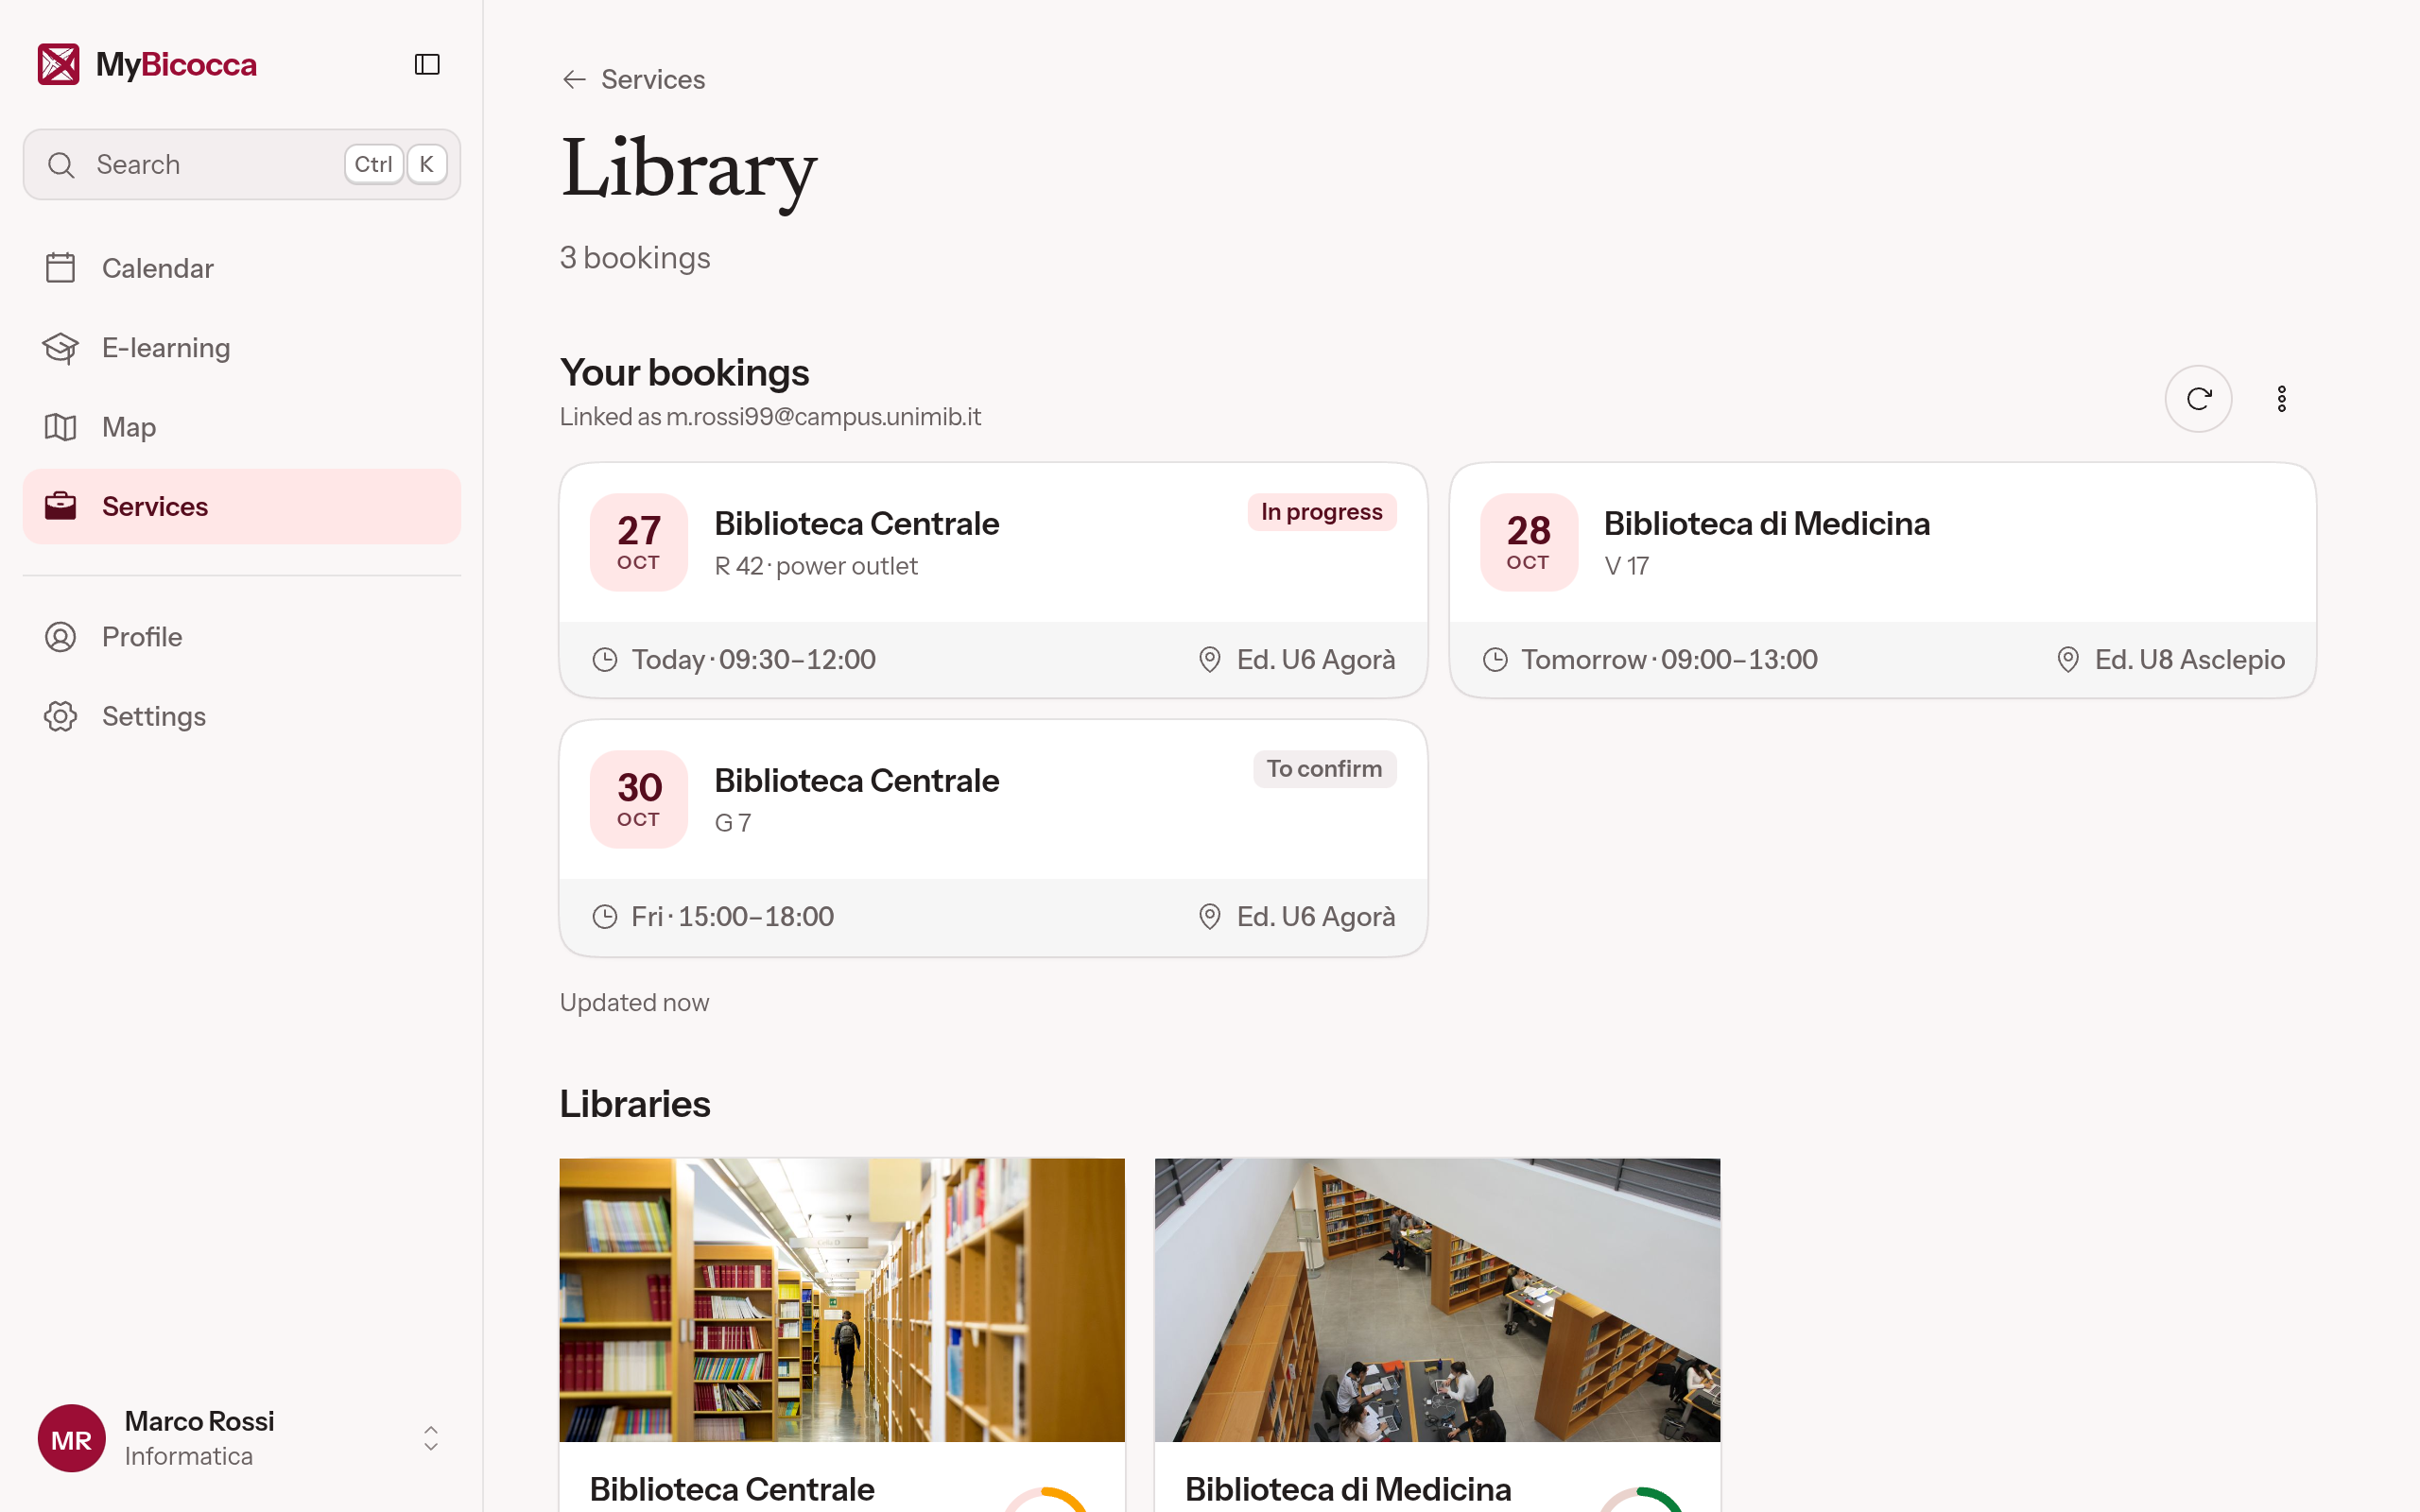 MyBicocca
Search Ctrl K
Calendar
E-learning
Map
Services
Profile
Settings
MR
Marco Rossi
Informatica
Services
Library
3 bookings
Your bookings
Linked as m.rossi99@campus.unimib.it
27
OCT
Biblioteca Centrale
R 42 · power outlet
In progress
Today · 09:30–12:00
Ed. U6 Agorà
28
OCT
Biblioteca di Medicina
V 17
Tomorrow · 09:00–13:00
Ed. U8 Asclepio
30
OCT
Biblioteca Centrale
G 7
To confirm
Fri · 15:00–18:00
Ed. U6 Agorà
Updated now
Libraries
Biblioteca Centrale
Biblioteca di Medicina